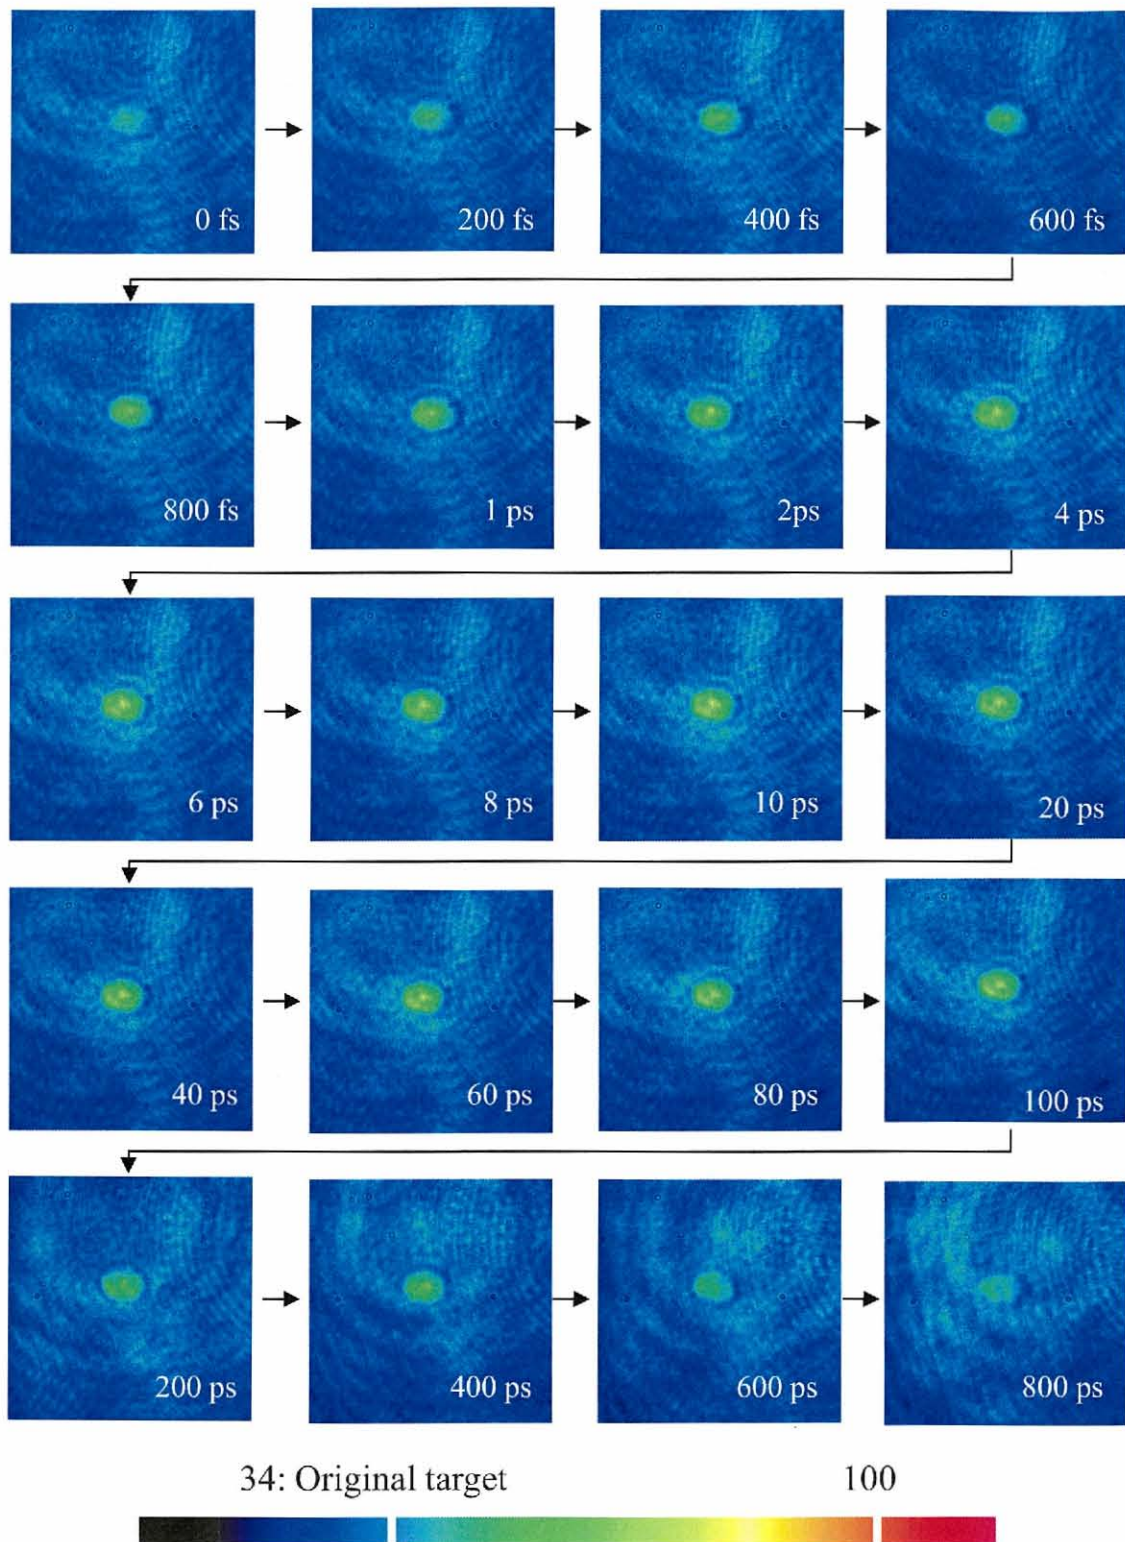 0 fs
200 fs
400 fs
600 fs
800 fs
1 ps
2ps
4 ps
6 ps
8 ps
10 ps
20 ps
40 ps
60 ps
80 ps
100 ps
200 ps
400 ps
600 ps
800 ps
34: Original target
100